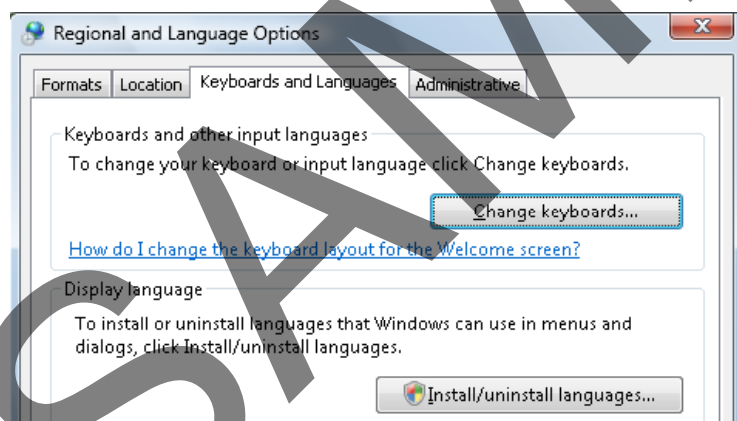 Regional and Language Options
Formats Location Keyboards and Languages Administrative
Keyboards and other input languages
To change your keyboard or input language click Change keyboards.
Change keyboards...
How do I change the keyboard layout for the Welcome screen?
Display language
To install or uninstall languages that Windows can use in menus and
dialogs, click Install/uninstall languages.
Install/uninstall languages...
SAM